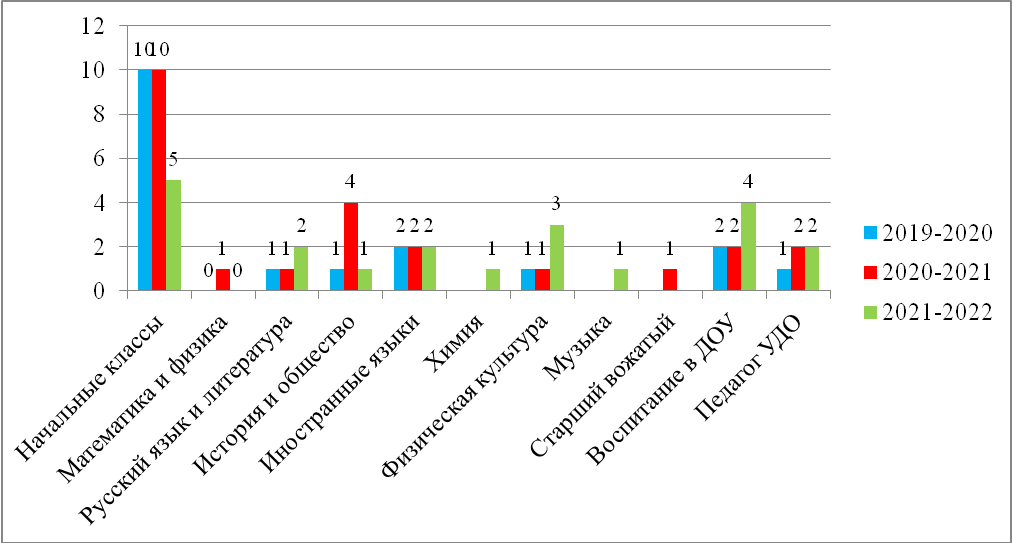 12
10
8
6
4
2
0
10 10 5
0 1 0
1 1 2
1 4 1
2 2 2
1
1 1 3
1
1
2 2 4
1 2 2
Начальные классы
Математика и физика
Русский язык и литература
История и общество
Иностранные языки
Химия
Физическая культура
Музыка
Старший вожатый
Воспитание в ДОУ
Педагог УДО
2019-2020
2020-2021
2021-2022